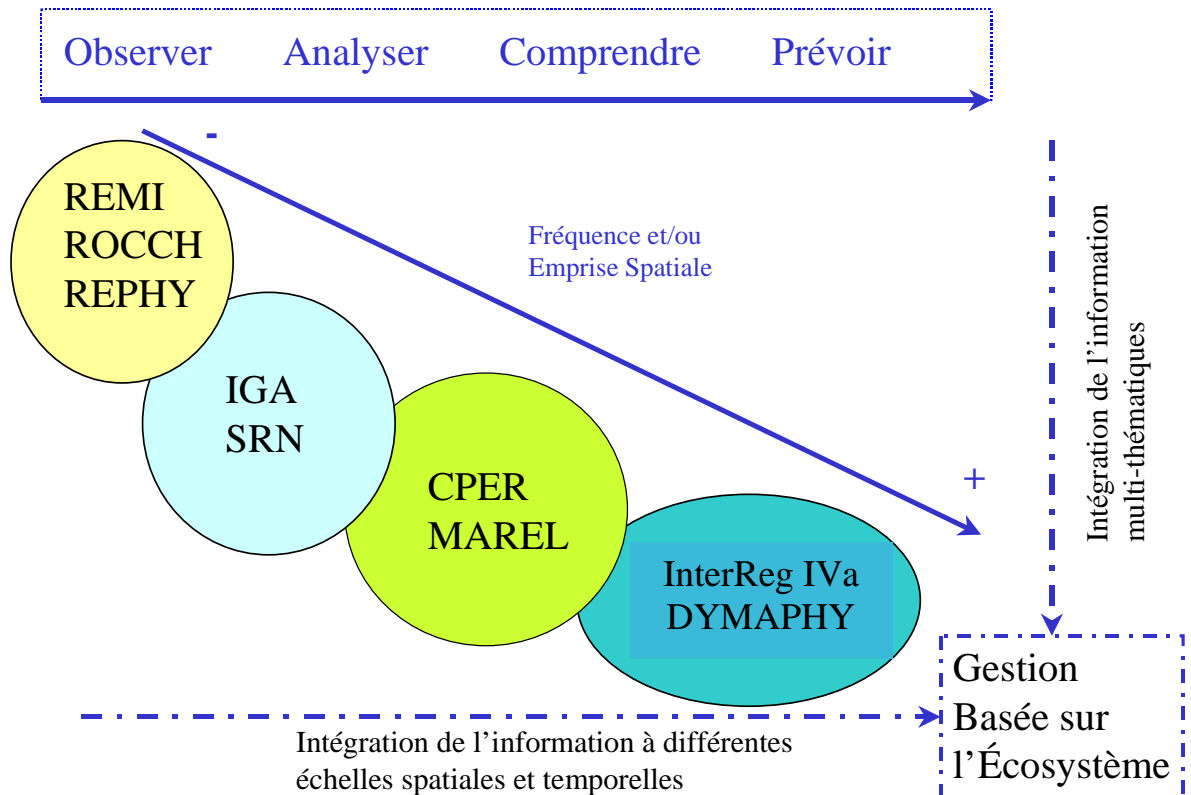 Observer Analyser Comprendre Prévoir
-
REMI
ROCCH
REPHY
Fréquence et/ou
Emprise Spatiale
IGA
SRN
CPER
MAREL
+
InterReg IVa
DYMAPHY
Intégration de l’information
multi-thématiques
Gestion
Basée sur
l’Écosystème
Intégration de l’information à différentes
échelles spatiales et temporelles